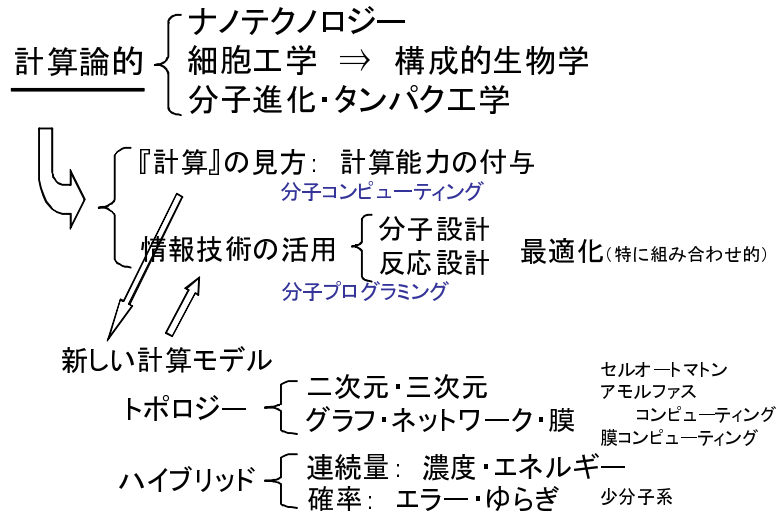 ナノテクノロジー
計算論的 細胞工学 ⇒ 構成的生物学
分子進化・タンパク工学
『計算』の見方： 計算能力の付与
分子コンピューティング
分子設計
情報技術の活用 最適化(特に組み合わせ的)
反応設計
分子プログラミング
新しい計算モデル
トポロジー 二次元・三次元
グラフ・ネットワーク・膜
セルオートマトン
アモルファス
コンピューティング
膜コンピューティング
ハイブリッド 連続量： 濃度・エネルギー
確率： エラー・ゆらぎ 少分子系